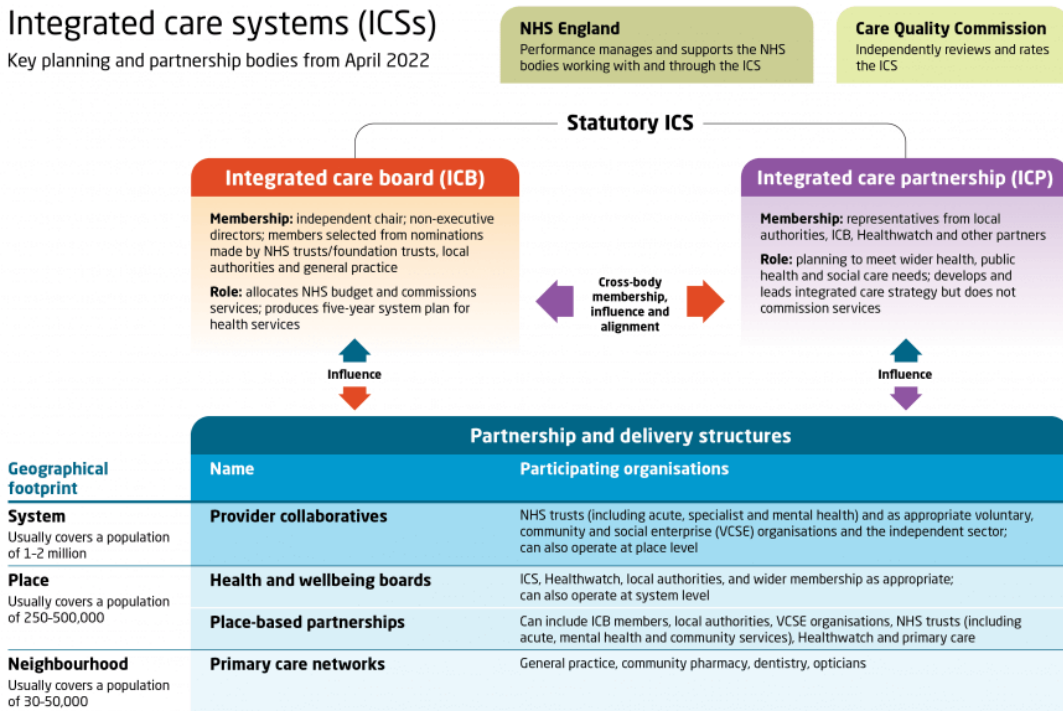 Integrated care systems (ICSs)
Key planning and partnership bodies from April 2022
NHS England
Performance manages and supports the NHS
bodies working with and through the ICS
Care Quality Commission
Independently reviews and rates
the ICS
Statutory ICS
Integrated care board (ICB)
Membership: independent chair; non-executive
directors; members selected from nominations
made by NHS trusts/foundation trusts, local
authorities and general practice
Role: allocates NHS budget and commissions
services; produces five-year system plan for
health services
Cross-body
membership,
influence and
alignment
Integrated care partnership (ICP)
Membership: representatives from local
authorities, ICB, Healthwatch and other partners
Role: planning to meet wider health, public
health and social care needs; develops and
leads integrated care strategy but does not
commission services
Influence
Influence
Partnership and delivery structures
Geographical
footprint
Name
Participating organisations
System
Usually covers a population
of 1–2 million
Provider collaboratives
NHS trusts (including acute, specialist and mental health) and as appropriate voluntary,
community and social enterprise (VCSE) organisations and the independent sector;
can also operate at place level
Place
Usually covers a population
of 250–500,000
Health and wellbeing boards
ICS, Healthwatch, local authorities, and wider membership as appropriate;
can also operate at system level
Place-based partnerships
Can include ICB members, local authorities, VCSE organisations, NHS trusts (including
acute, mental health and community services), Healthwatch and primary care
Neighbourhood
Usually covers a population
of 30–50,000
Primary care networks
General practice, community pharmacy, dentistry, opticians